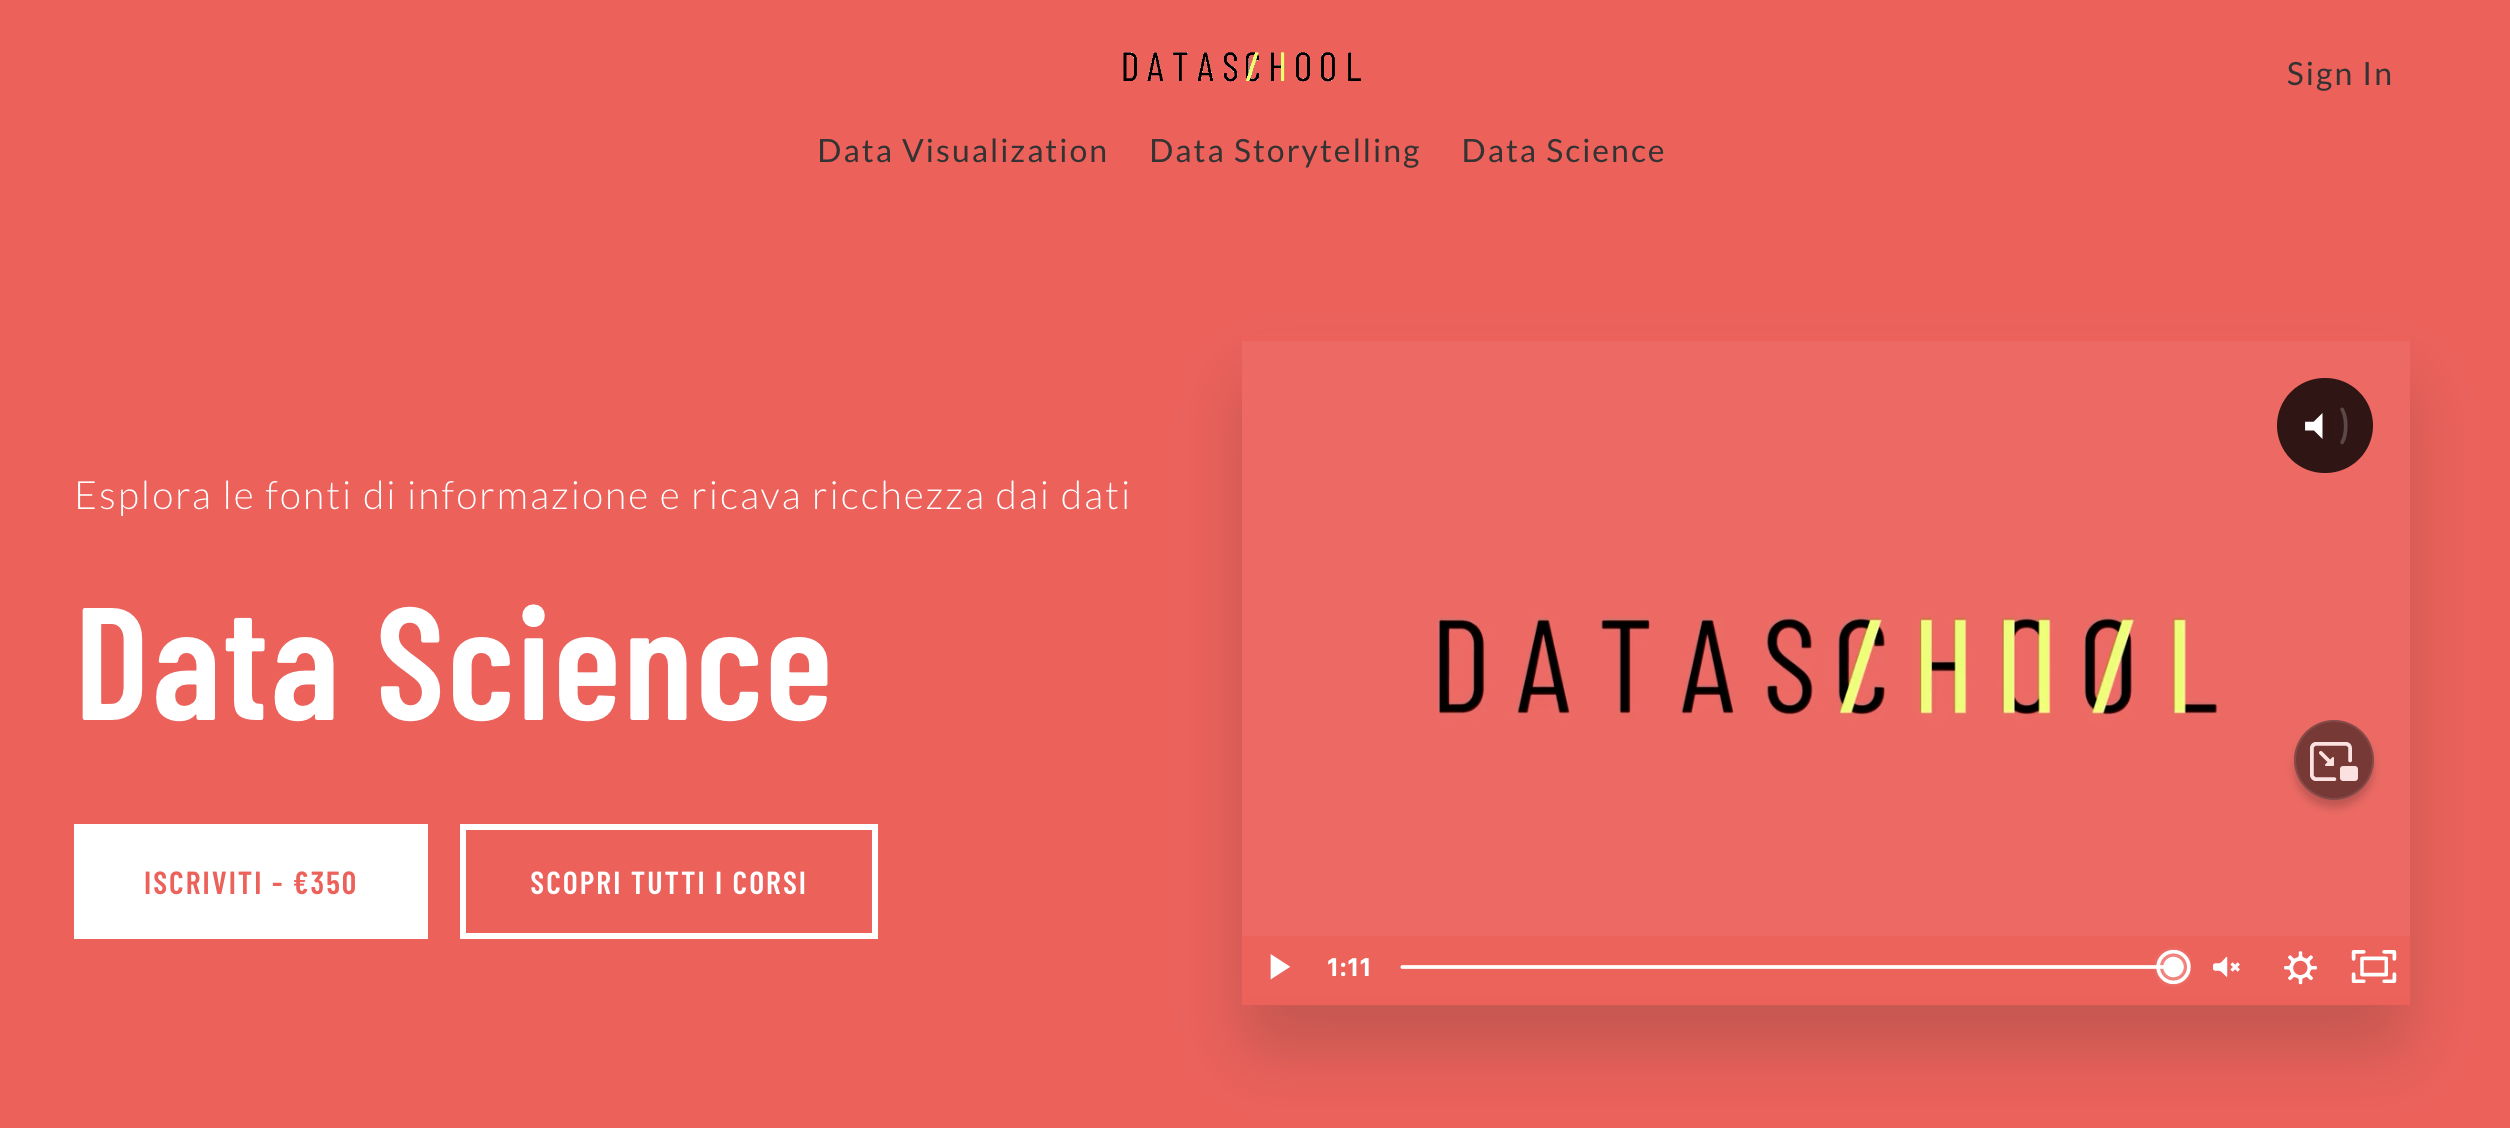 DATASCHOOL
Sign In
Data Visualization Data Storytelling Data Science
Esplora le fonti di informazione e ricava ricchezza dai dati
Data Science
ISCRIVITI - €350
SCOPRI TUTTI I CORSI
DATASCHOOL
1:11